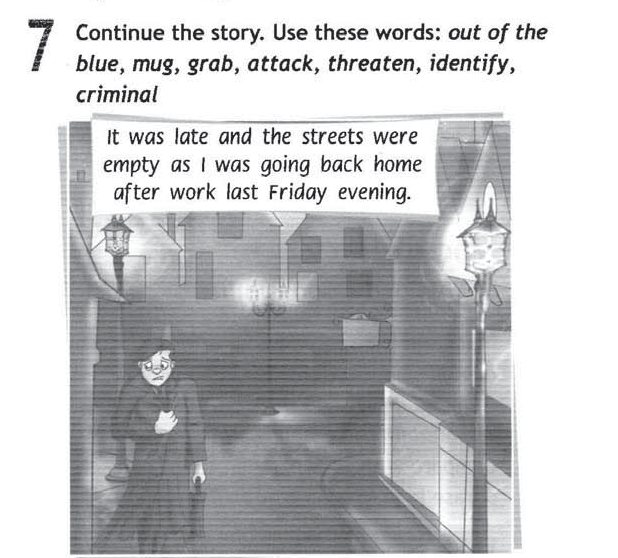 7 Continue the story. Use these words: out of the
blue, mug, grab, attack, threaten, identify,
criminal
It was late and the streets were
empty as I was going back home
after work last Friday evening.